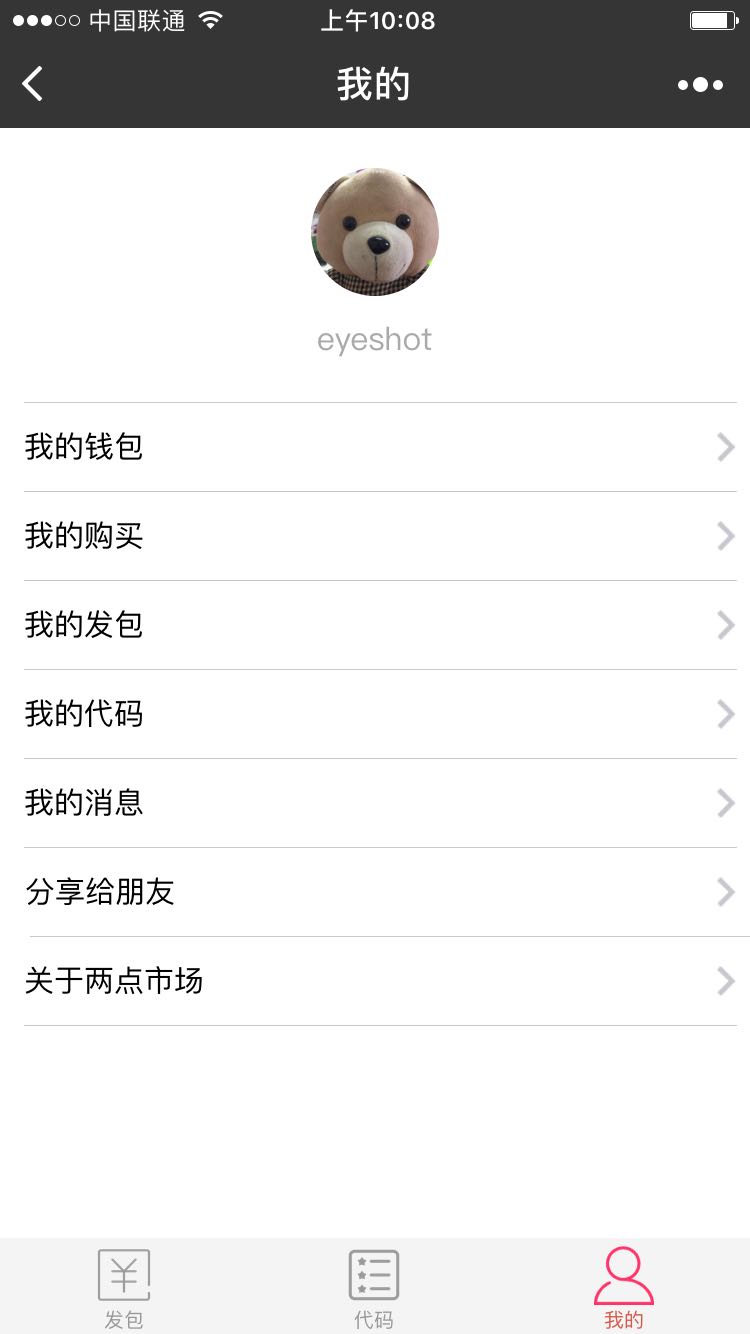 中国联通 上午10:08
我的
eyeshot
我的钱包
我的购买
我的发包
我的代码
我的消息
分享给朋友
关于两点市场
发包 代码 我的